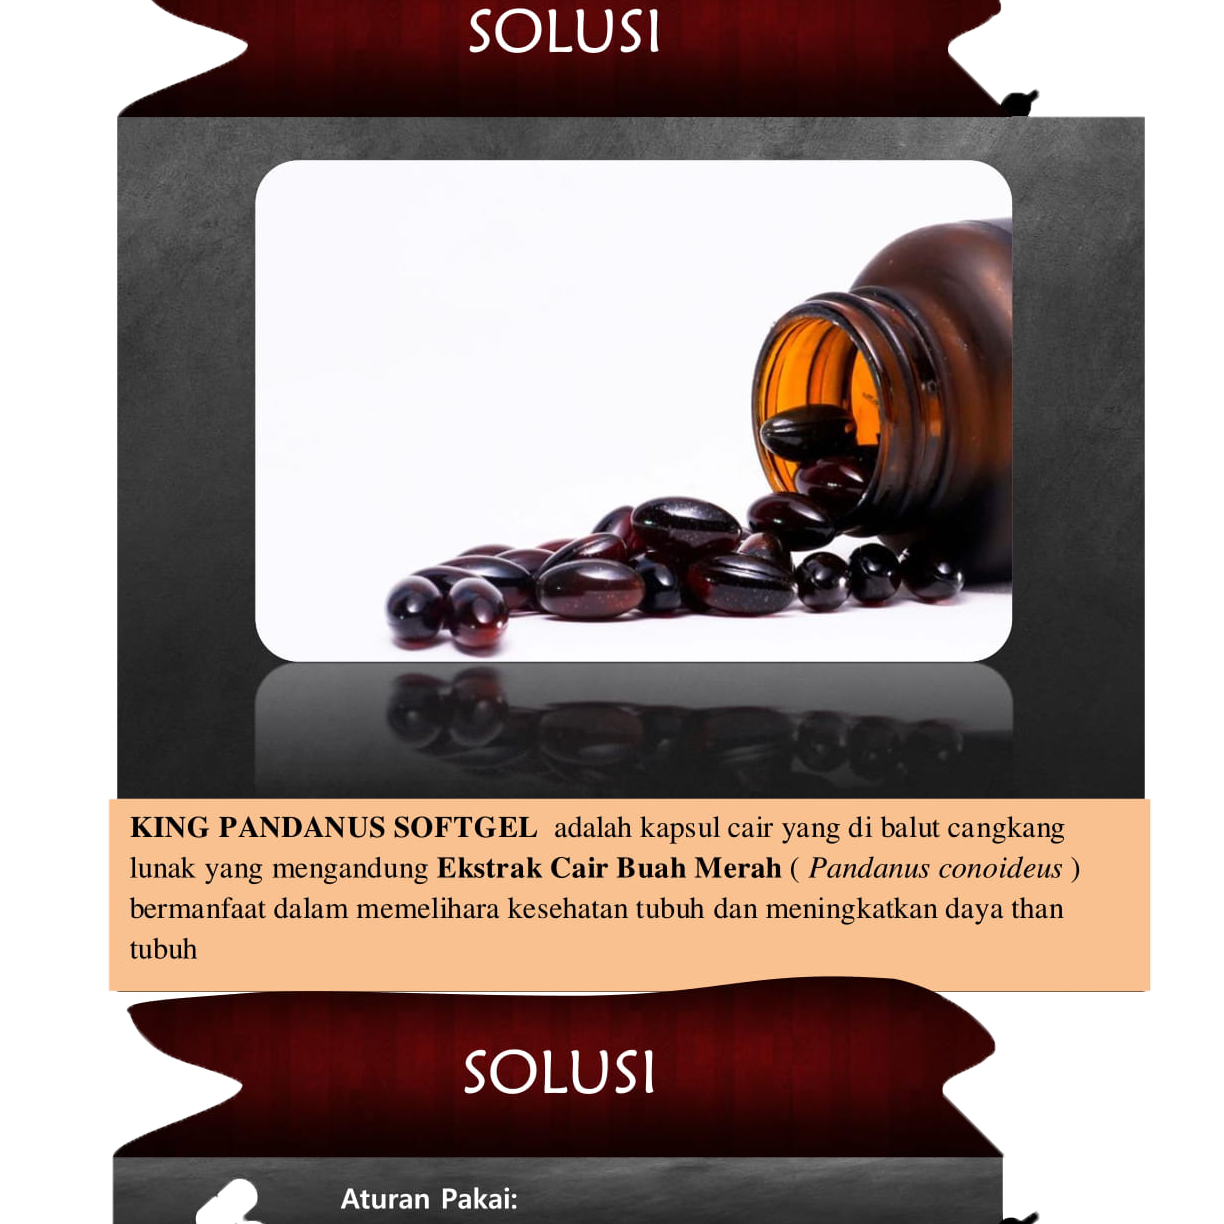 SOLUSI
KING PANDANUS SOFTGEL adalah kapsul cair yang di balut cangkang
lunak yang mengandung Ekstrak Cair Buah Merah ( Pandanus conoideus )
bermanfaat dalam memelihara kesehatan tubuh dan meningkatkan daya than
tubuh
SOLUSI
Aturan Pakai: